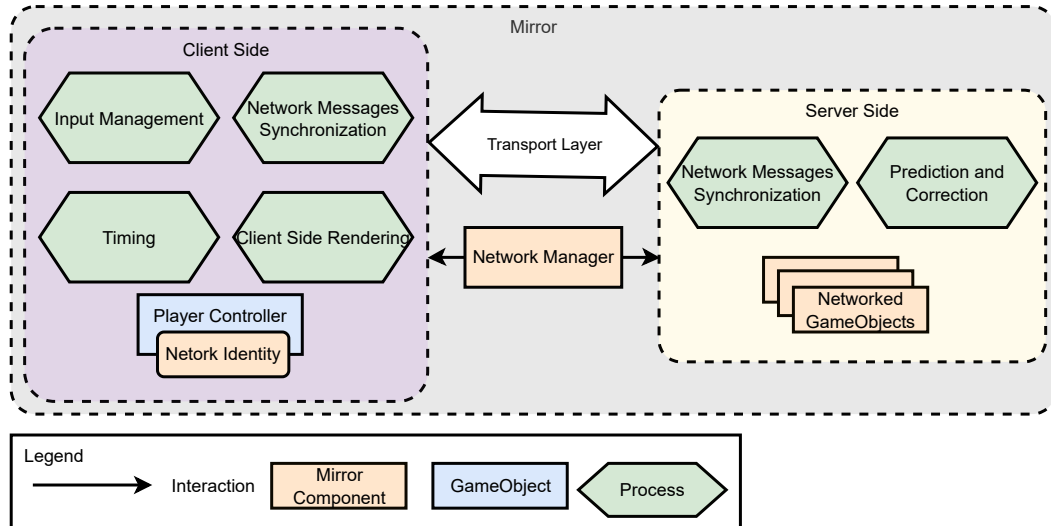 Mirror
Client Side
Input Management
Network Messages
Synchronization
Timing
Client Side Rendering
Player Controller
Netork Identity
Transport Layer
Network Manager
Server Side
Network Messages
Synchronization
Prediction and
Correction
Networked
GameObjects
Legend
Interaction
Mirror
Component
GameObject
Process